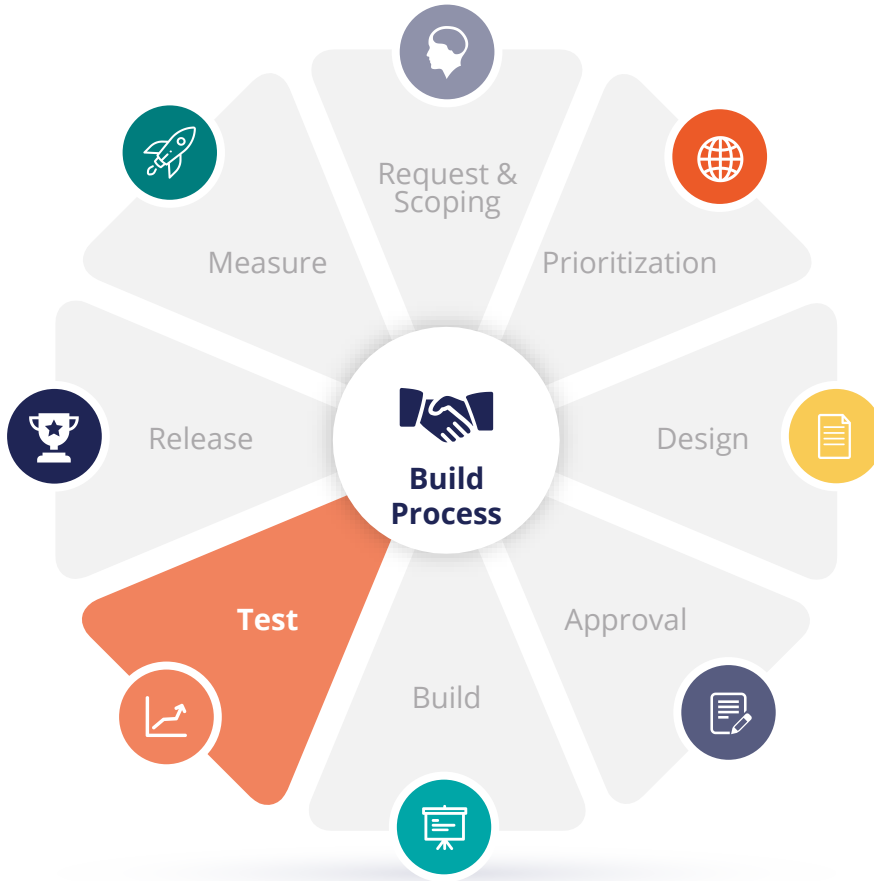 Request &
Scoping
Prioritization
Design
Approval
Build
Test
Release
Measure
Build
Process